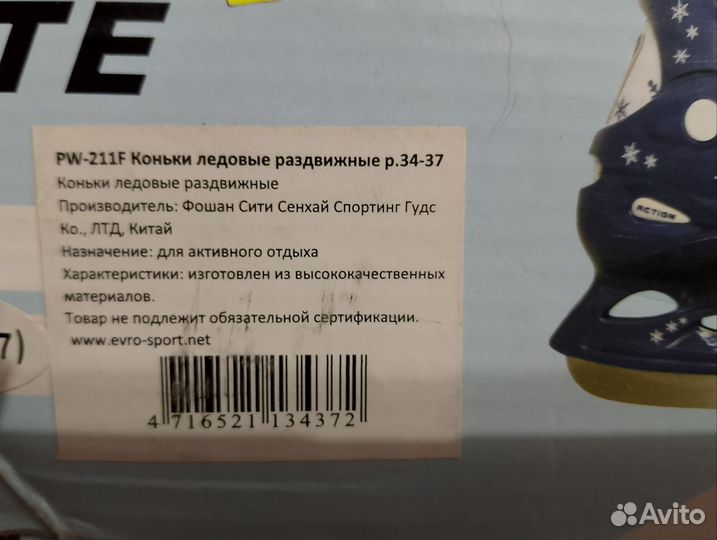 TE
PW-211F Коньки ледовые раздвижные р.34-37
Коньки ледовые раздвижные
Производитель: Фошан Сити Сенхай Спортинг Гудс
Ко., ЛТД, Китай
Назначение: для активного отдыха
Характеристики: изготовлен из высококачественных
материалов.
Товар не подлежит обязательной сертификации.
www.evro-sport.net
4 716521 134372
7)
ACTION
Avito